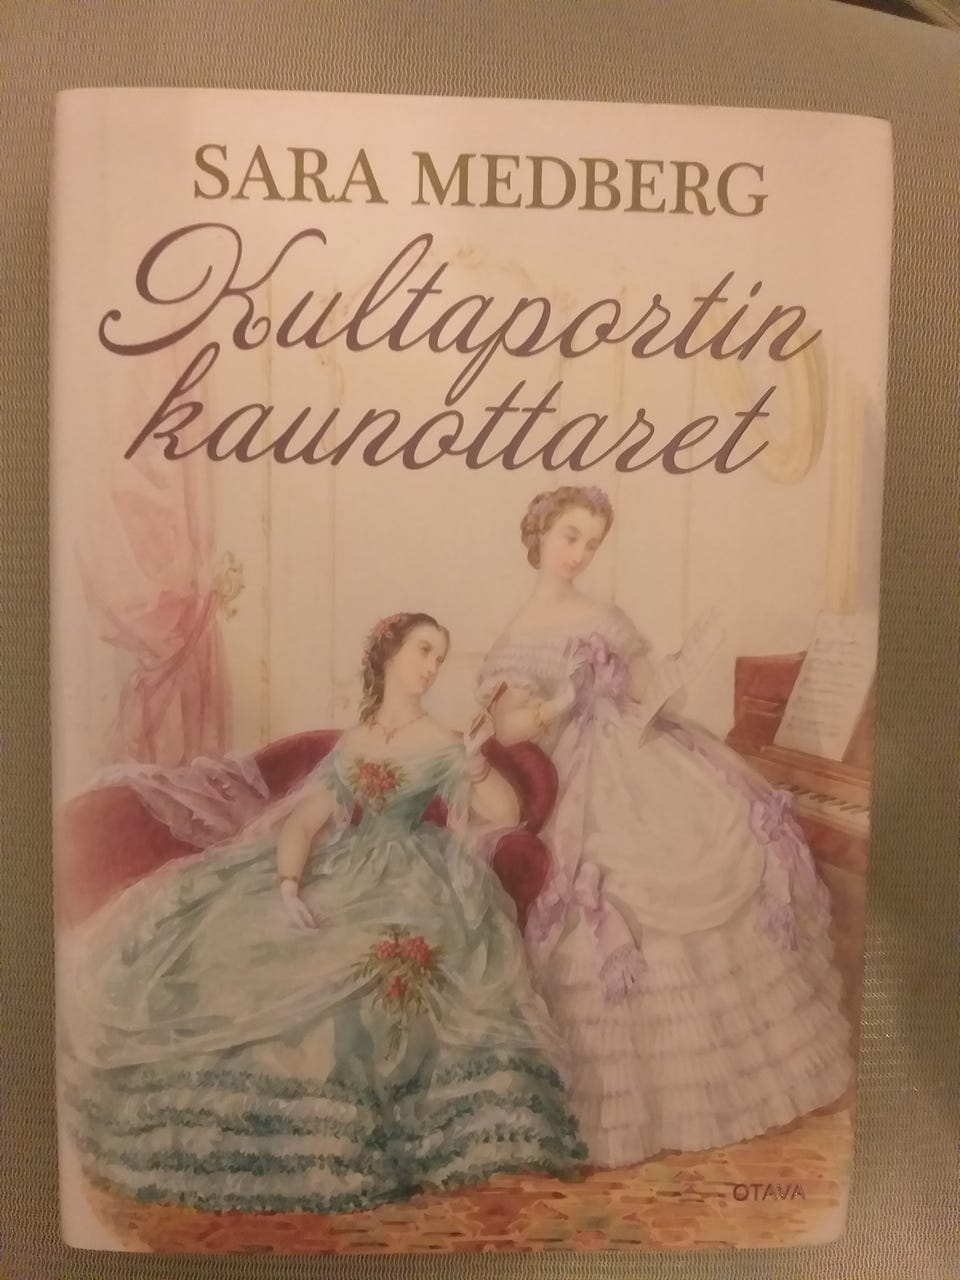 SARA MEDBERG
Kultaportin
kaunottaret
OTAVA